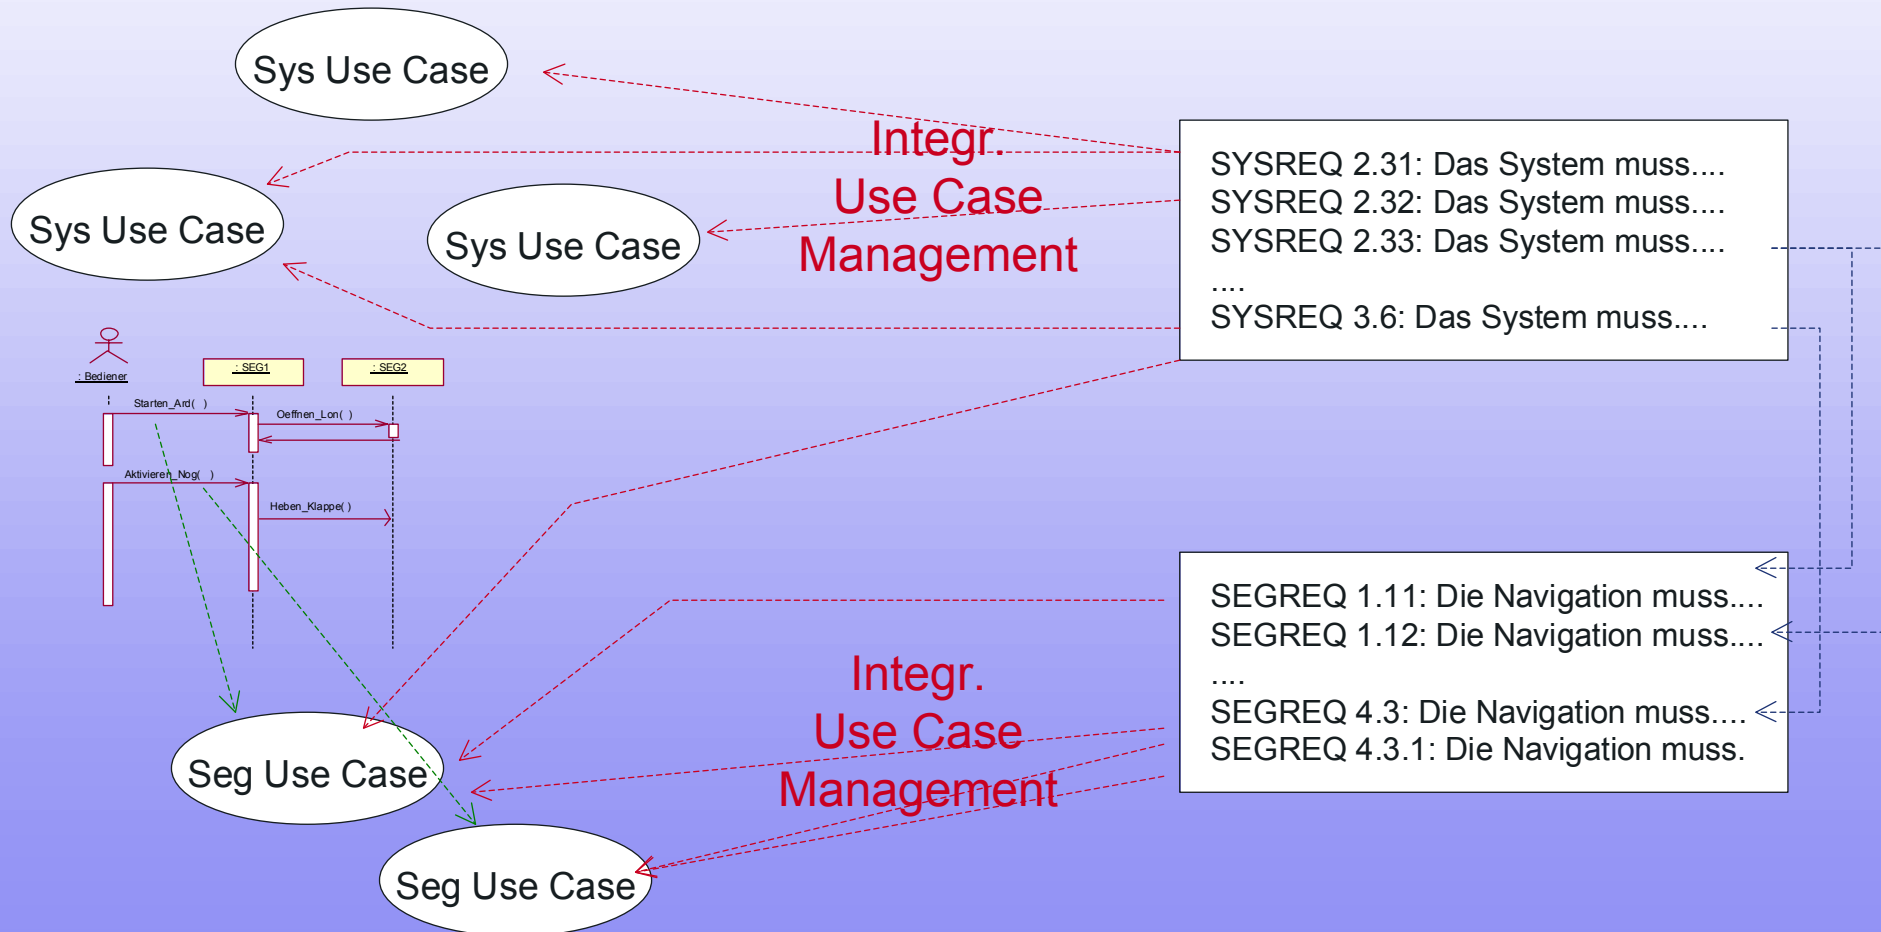 Sys Use Case
Sys Use Case
Sys Use Case
Integr.
Use Case
Management
SYSREQ 2.31: Das System muss....
SYSREQ 2.32: Das System muss....
SYSREQ 2.33: Das System muss....
....
SYSREQ 3.6: Das System muss....
: Bediener
: SEG1
: SEG2
Starten_Ard( )
Oeffnen_Lon( )
Aktivieren_Nog( )
Heben_Klappe( )
Seg Use Case
Seg Use Case
Integr.
Use Case
Management
SEGREQ 1.11: Die Navigation muss....
SEGREQ 1.12: Die Navigation muss....
....
SEGREQ 4.3: Die Navigation muss....
SEGREQ 4.3.1: Die Navigation muss.